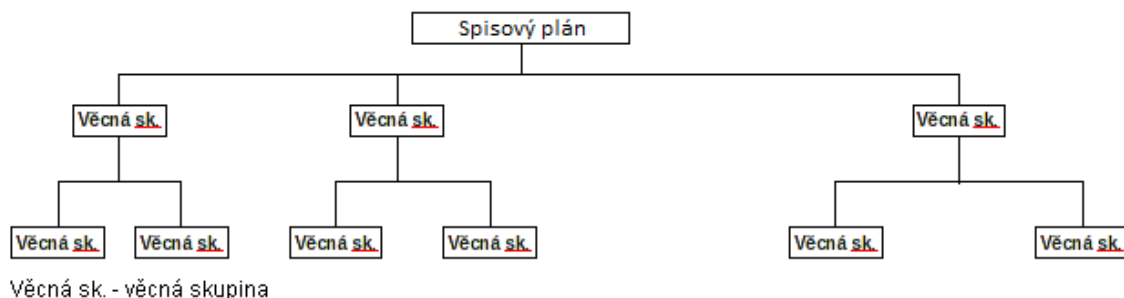 Spisový plán
Věcná sk. Věcná sk. Věcná sk.
Věcná sk. Věcná sk. Věcná sk. Věcná sk. Věcná sk. Věcná sk.
Věcná sk. - věcná skupina